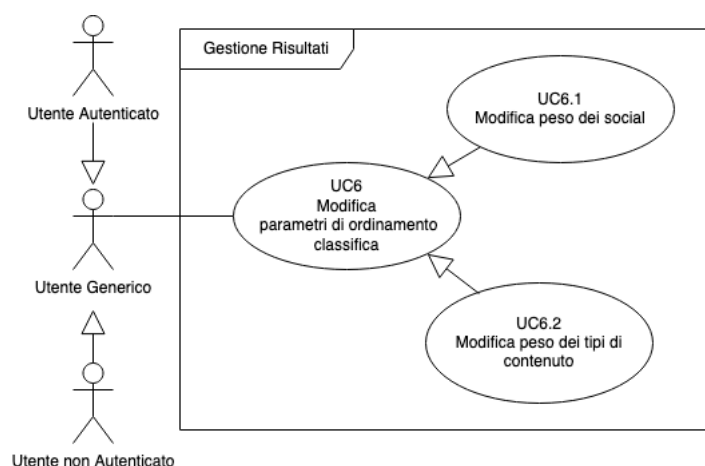 Gestione Risultati
Utente Autenticato
UC6.1
Modifica peso dei social
UC6
Modifica
parametri di ordinamento
classifica
Utente Generico
UC6.2
Modifica peso dei tipi di
contenuto
Utente non Autenticato